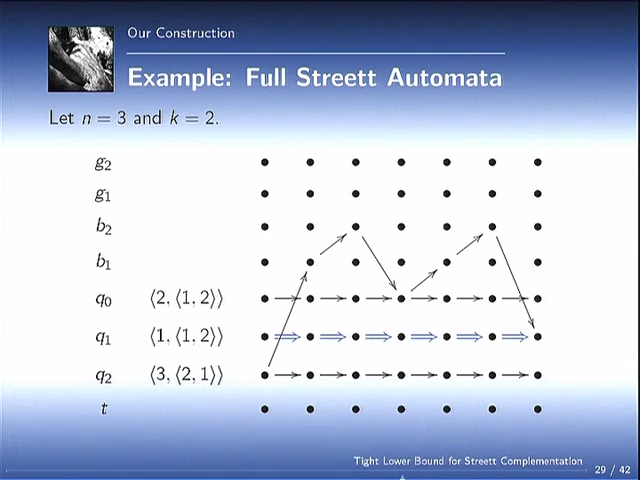 Our Construction
Example: Full Streett Automata
Let n = 3 and k = 2.
g₂
g₁
b₂
b₁
q₀ ⟨2, ⟨1, 2⟩⟩
q₁ ⟨1, ⟨1, 2⟩⟩
q₂ ⟨3, ⟨2, 1⟩⟩
t
Tight Lower Bound for Streett Complementation
29 / 42